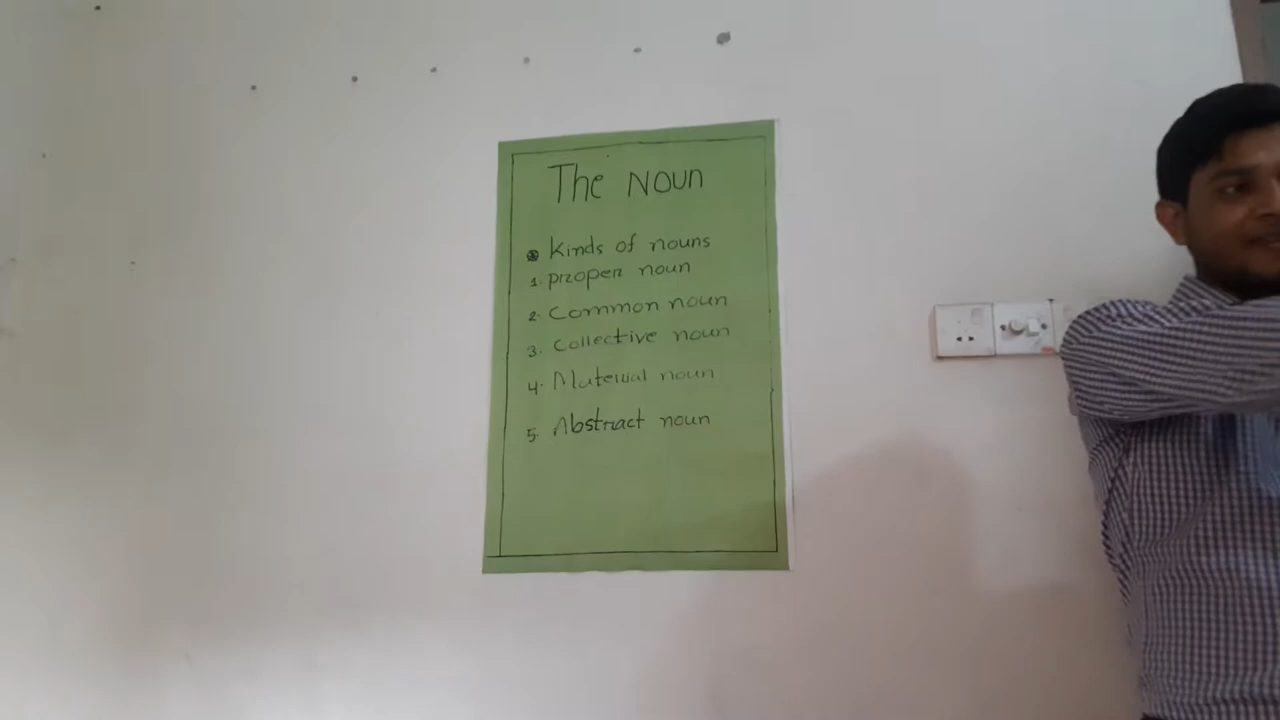 The Noun
Kinds of nouns
1. Proper noun
2. Common noun
3. Collective noun
4. Material noun
5. Abstract noun